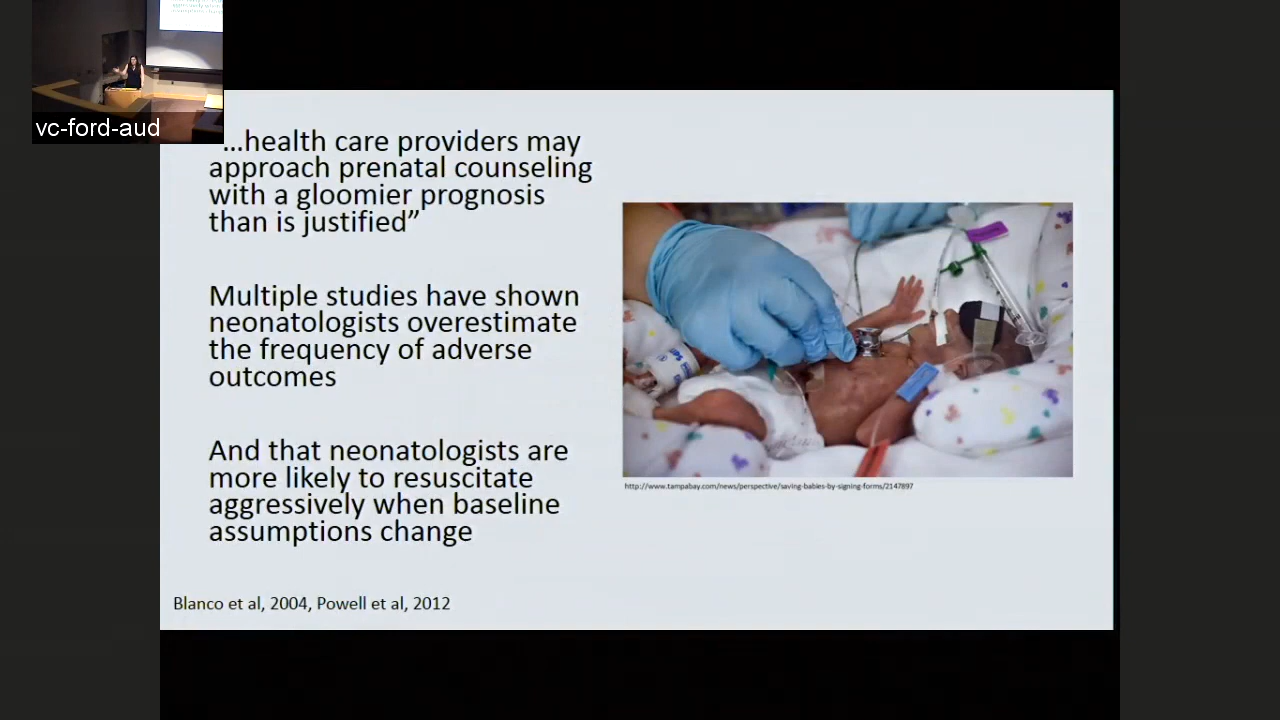 vc-ford-aud
…health care providers may
approach prenatal counseling
with a gloomier prognosis
than is justified”
Multiple studies have shown
neonatologists overestimate
the frequency of adverse
outcomes
And that neonatologists are
more likely to resuscitate
aggressively when baseline
assumptions change
http://www.tampabay.com/news/perspective/saving-babies-by-signing-forms/2147897
Blanco et al, 2004, Powell et al, 2012